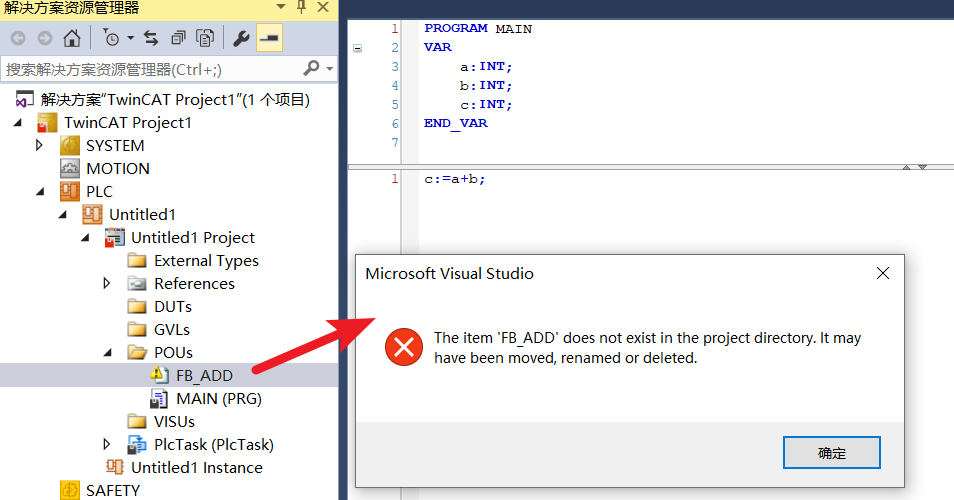 解决方案资源管理器
搜索解决方案资源管理器(Ctrl+;)
解决方案"TwinCAT Project1"(1 个项目)
TwinCAT Project1
SYSTEM
MOTION
PLC
Untitled1
Untitled1 Project
External Types
References
DUTs
GVLs
POUs
FB_ADD
MAIN (PRG)
VISUs
PlcTask (PlcTask)
Untitled1 Instance
SAFETY
1 PROGRAM MAIN
2 VAR
3 a:INT;
4 b:INT;
5 c:INT;
6 END_VAR
7
1 c:=a+b;
Microsoft Visual Studio
The item 'FB_ADD' does not exist in the project directory. It may
have been moved, renamed or deleted.
确定